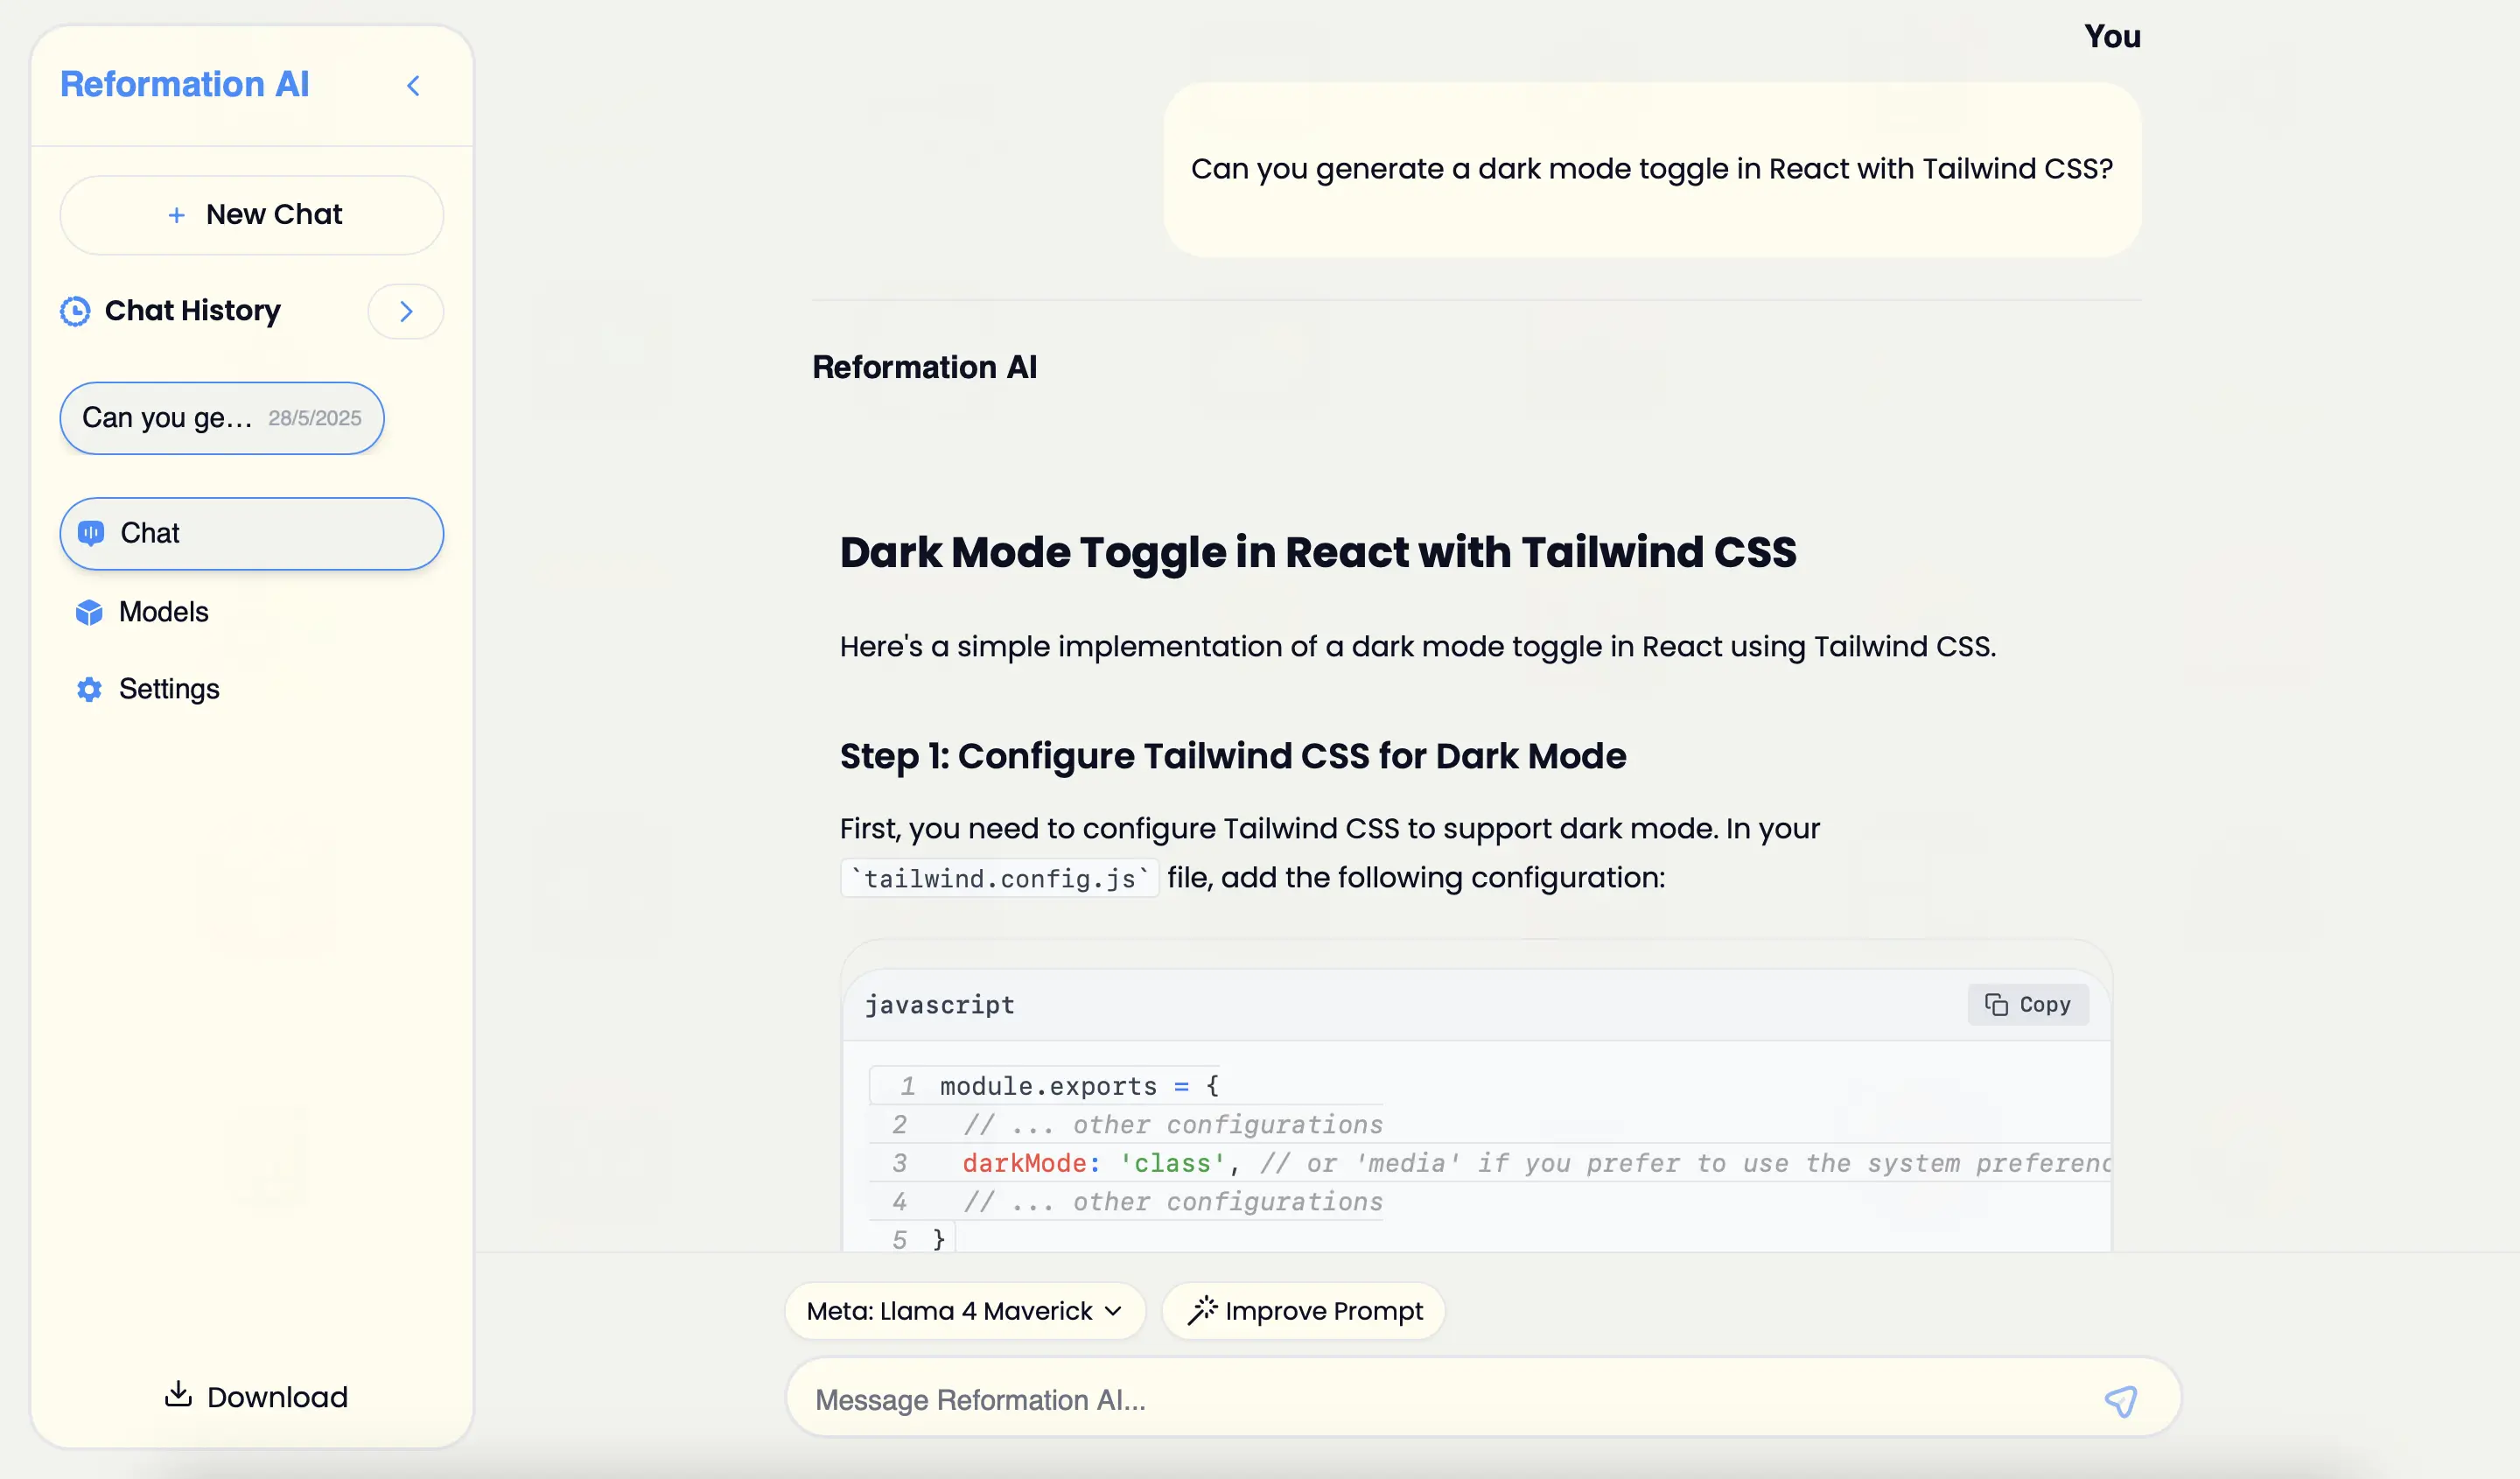 Reformation AI
+ New Chat
Chat History
Can you ge... 28/5/2025
Chat
Models
Settings
Download
You
Can you generate a dark mode toggle in React with Tailwind CSS?
Reformation AI
Dark Mode Toggle in React with Tailwind CSS
Here's a simple implementation of a dark mode toggle in React using Tailwind CSS.
Step 1: Configure Tailwind CSS for Dark Mode
First, you need to configure Tailwind CSS to support dark mode. In your
`tailwind.config.js` file, add the following configuration:
javascript
Copy
1 module.exports = {
2 // ... other configurations
3 darkMode: 'class', // or 'media' if you prefer to use the system preferenc
4 // ... other configurations
5 }
Meta: Llama 4 Maverick
Improve Prompt
Message Reformation AI...